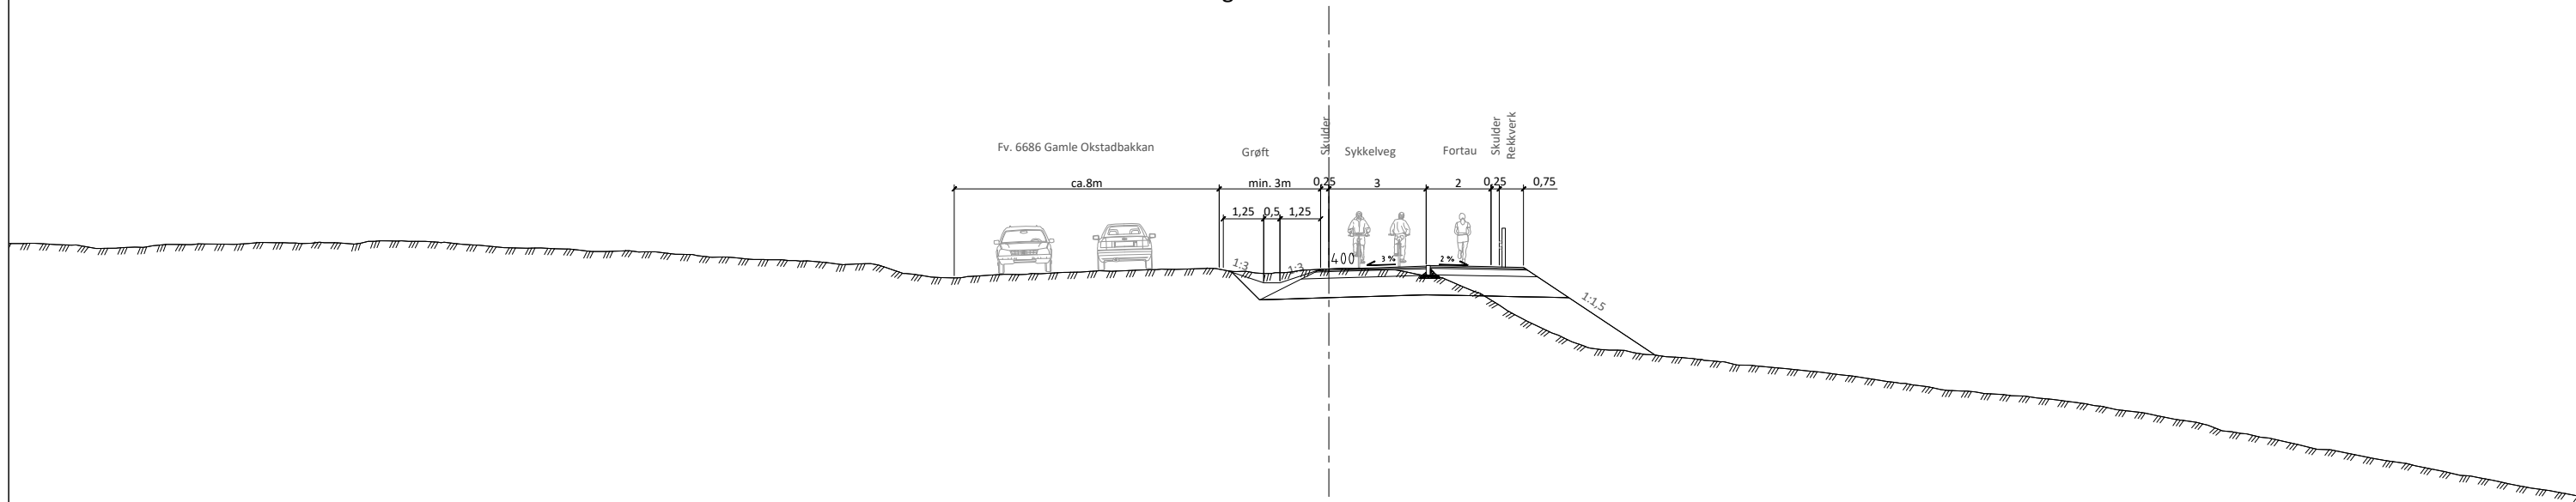 Skulder
Rekkverk
Skulder
Fv. 6686 Gamle Okstadbakkan
Grøft
Sykkelveg
Fortau
ca.8m
min. 3m
0,25
3
2
0,25
0,75
1,25
0,5
1,25
1:3
1:3
400
3 %
2 %
1:1,5